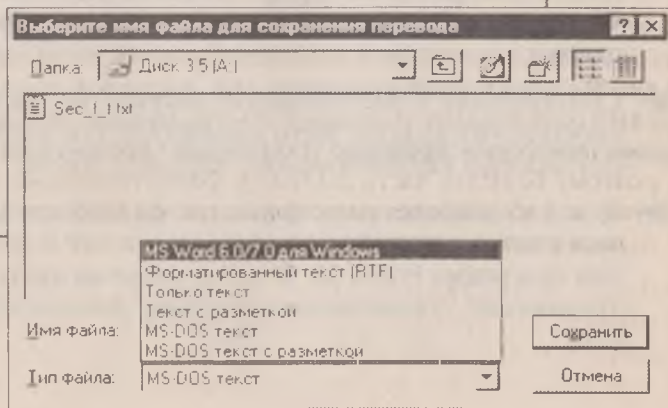 Выберите имя файла для сохранения перевода
Папка: Диск 3.5 (A:)
Sec_1_1.txt
MS Word 6.0/7.0 для Windows
Форматированный текст (RTF)
Только текст
Текст с разметкой
MS-DOS текст
MS-DOS текст с разметкой
Имя файла:
Сохранить
Тип файла: MS-DOS текст
Отмена